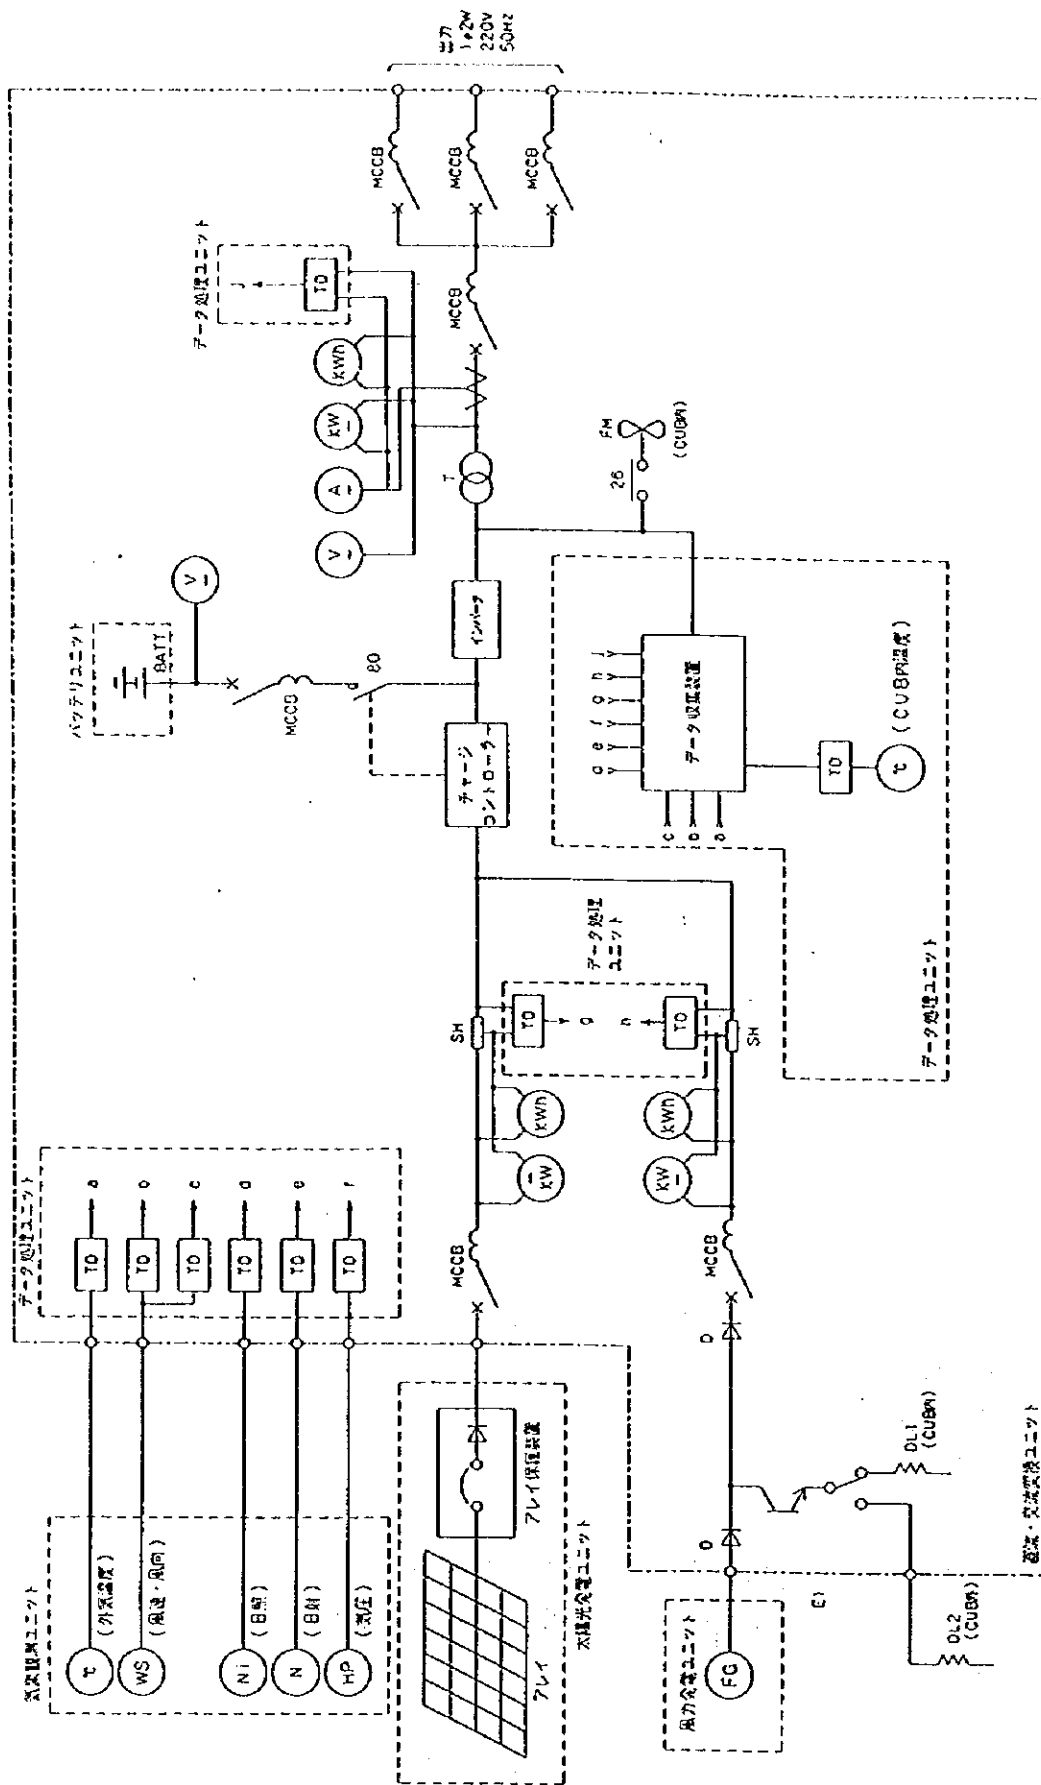 気象観測ユニット
℃
(外気温度)
WS
(風速・風向)
Ni
(日照)
N
(日射)
HP
(気圧)
データ処理ユニット
TD
a
TD
b
TD
c
TD
d
TD
e
TD
f
アレイ
アレイ保護装置
太陽光発電ユニット
MCCB
KW
KWh
SH
TD
g
データ処理
ユニット
h
TD
SH
KW
KWh
MCCB
D
D
風力発電ユニット
FG
E)
DL1
(CUB内)
DL2
(CUB外)
直流・交流変換ユニット
チャージ
コントローラー
バッテリユニット
BATT
V
MCCB
80
インバータ
T
V
A
KW
KWh
データ処理ユニット
TD
j
MCCB
MCCB
MCCB
MCCB
出力
1φ2W
220V
50HZ
26
FM
(CUB内)
データ収集装置
d e f g h j
c
b
a
TD
℃
(CUB内温度)
データ処理ユニット